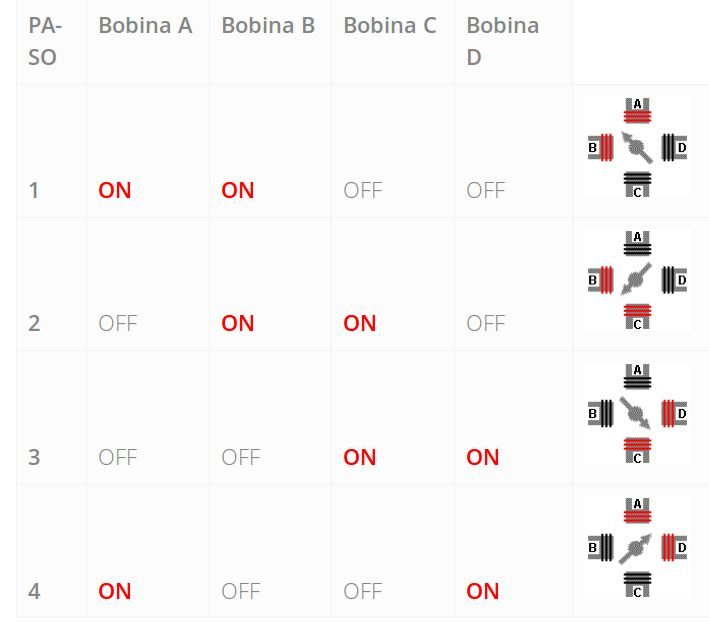 PA- Bobina A Bobina B Bobina C Bobina
SO D
A
B D
1 ON ON OFF OFF
C
A
B D
2 OFF ON ON OFF
C
A
B D
3 OFF OFF ON ON
C
A
B D
4 ON OFF OFF ON
C